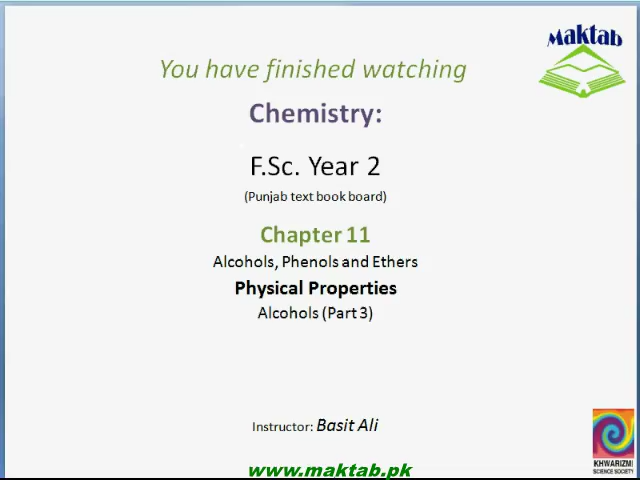 Maktab
You have finished watching
Chemistry:
F.Sc. Year 2
(Punjab text book board)
Chapter 11
Alcohols, Phenols and Ethers
Physical Properties
Alcohols (Part 3)
Instructor: Basit Ali
KHWARIZMI
SCIENCE SOCIETY
www.maktab.pk